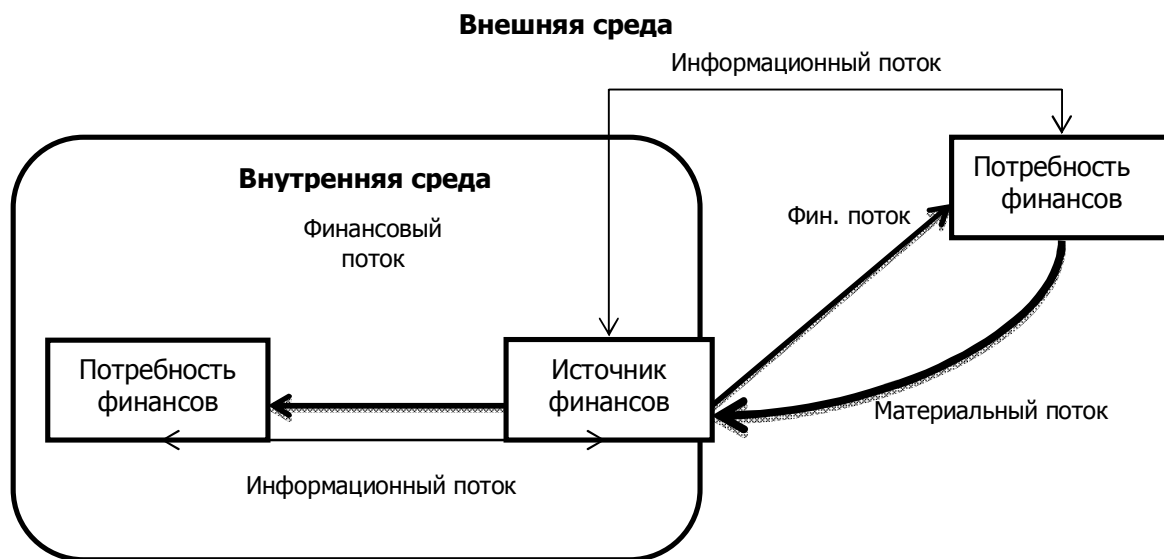 Внешняя среда
Информационный поток
Потребность
финансов
Внутренняя среда
Финансовый
поток
Фин. поток
Потребность
финансов
Источник
финансов
Материальный поток
Информационный поток